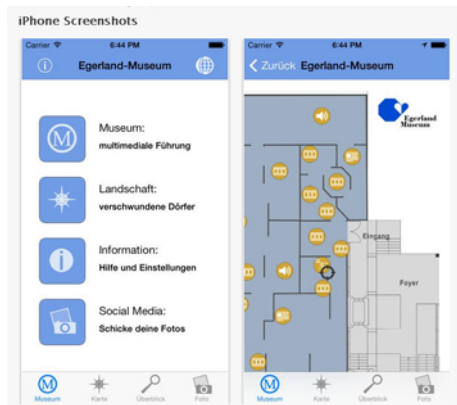 iPhone Screenshots
Carrier 6:44 PM
Egerland-Museum
M
Museum:
multimediale Führung
Landschaft:
verschwundene Dörfer
Information:
Hilfe und Einstellungen
Social Media:
Schicke deine Fotos
M
Museum Karte Überblick Foto
Carrier 6:44 PM
Zurück Egerland-Museum
Egerland
Museum
Eingang
Foyer
M
Museum Karte Überblick Foto